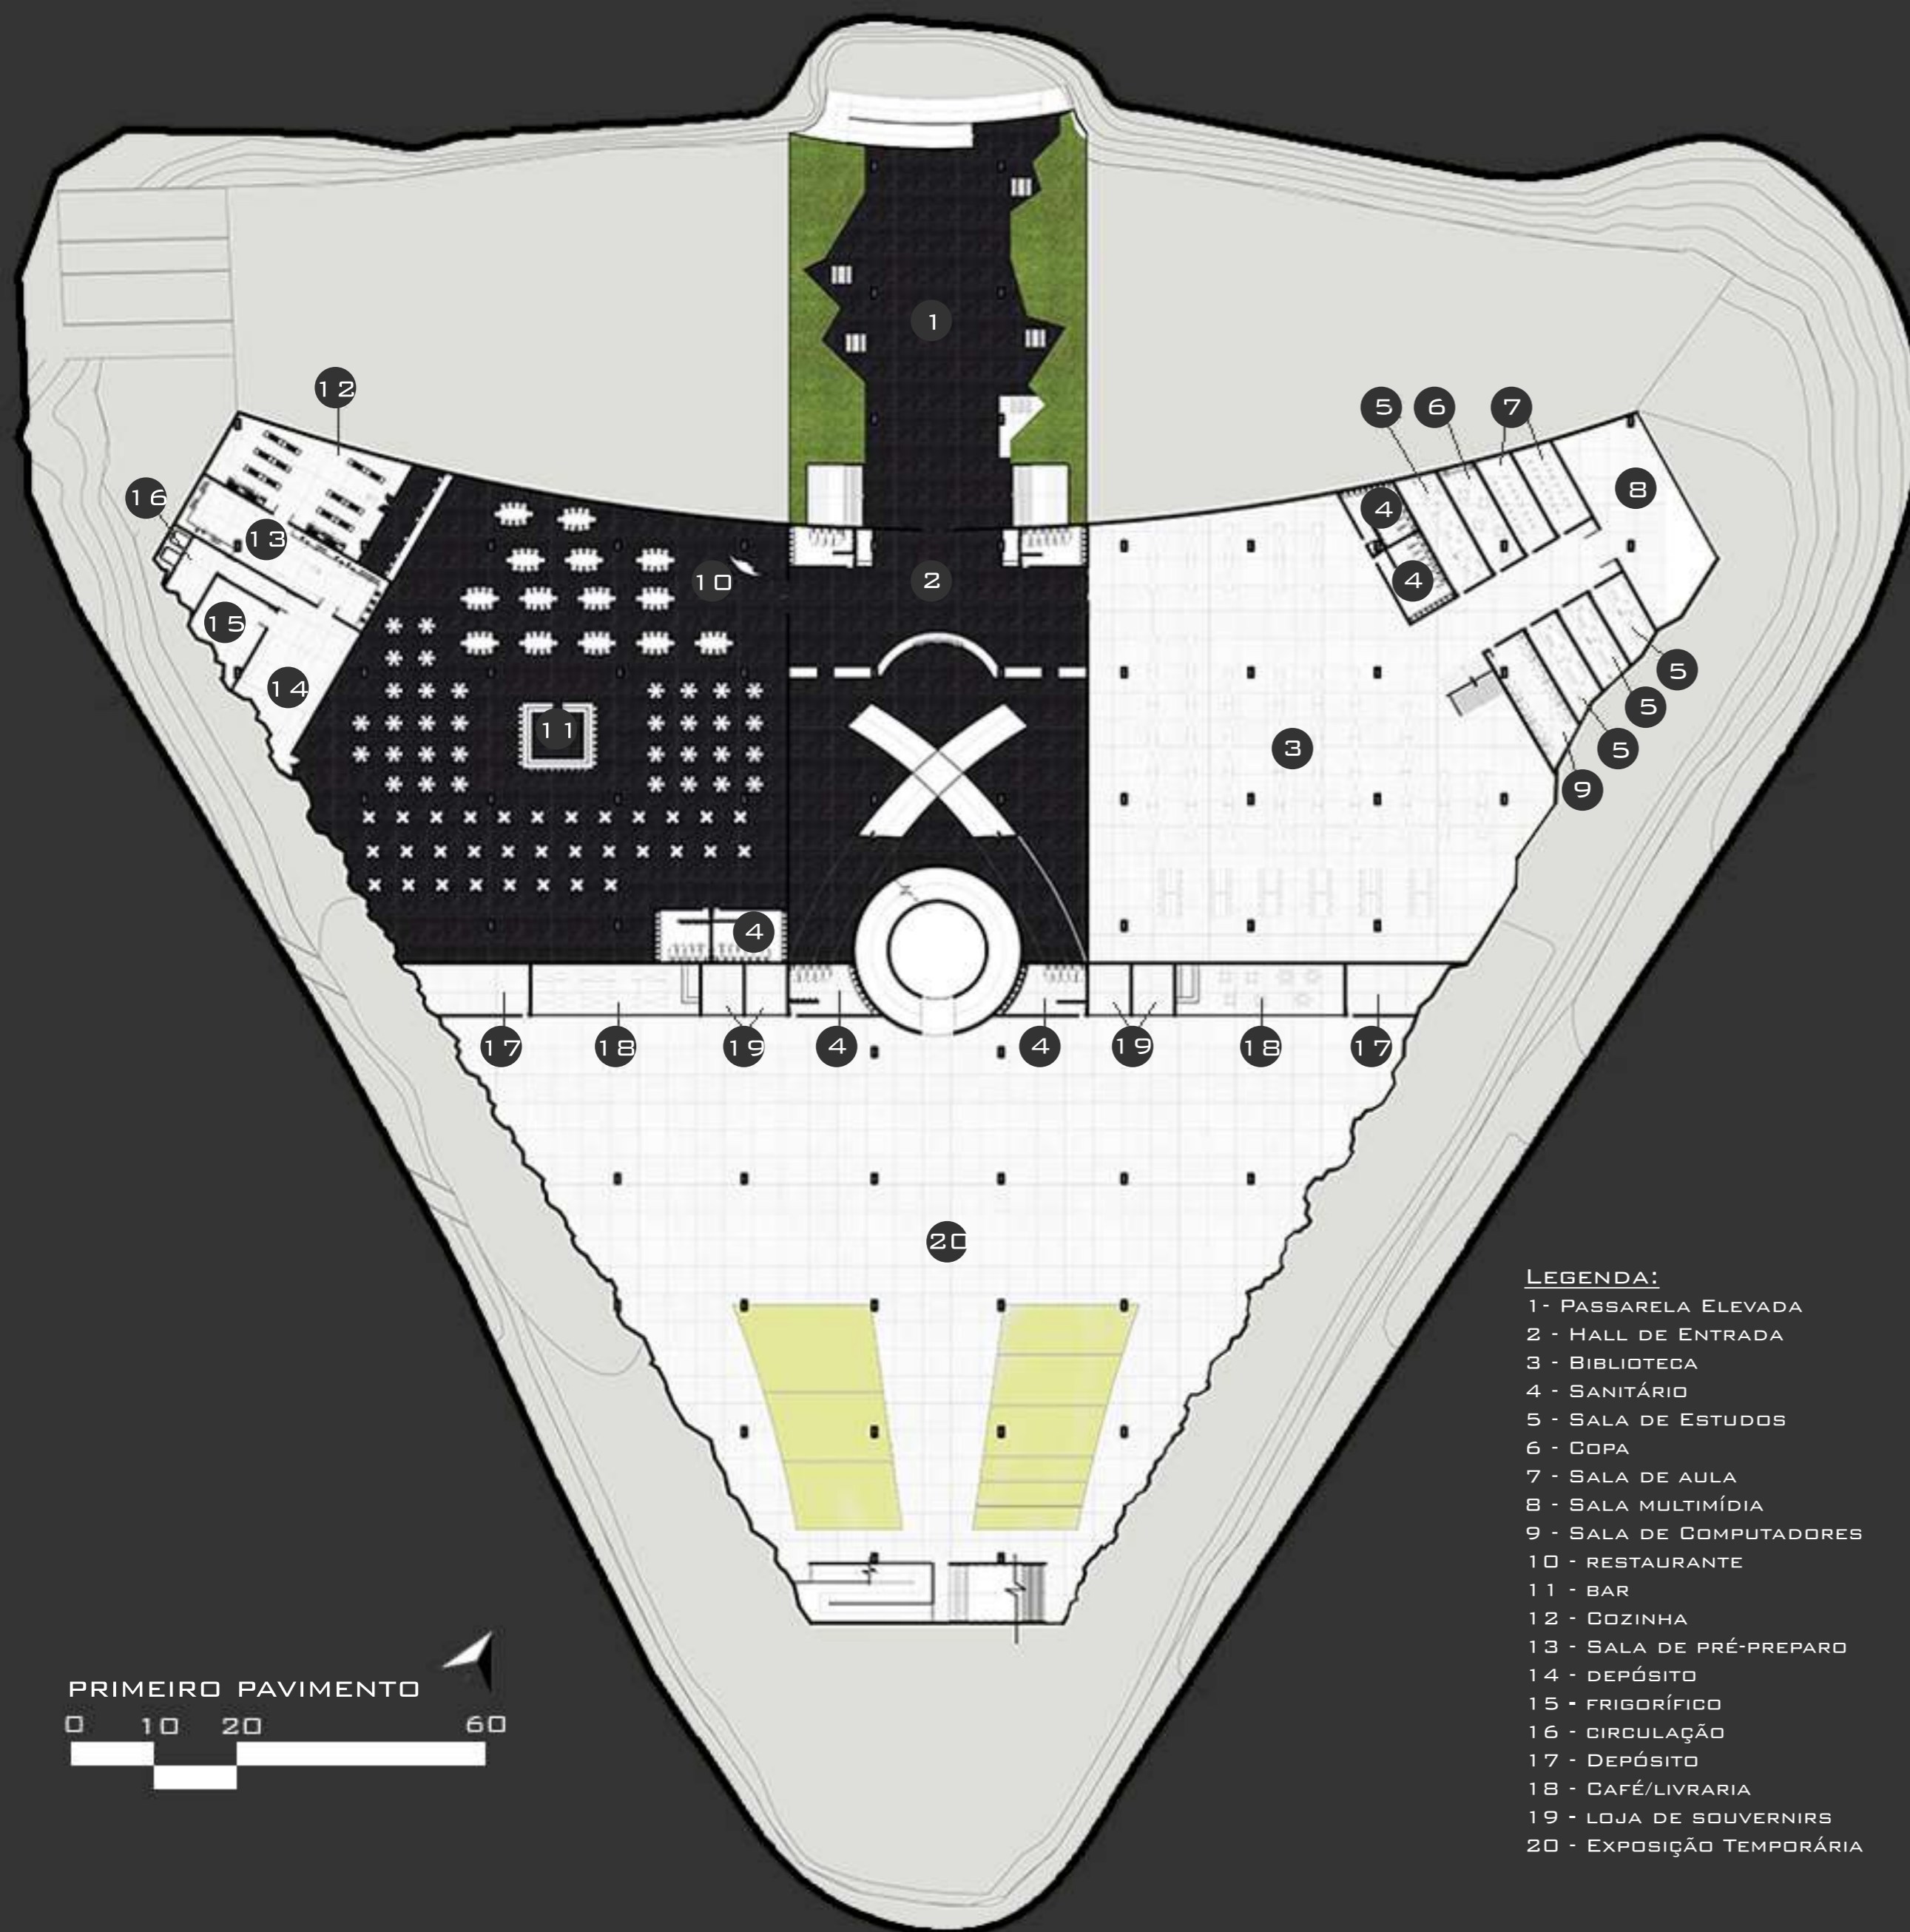 1
12
5 6 7
8
16
4
13
10
2
4
15
5
14
5
11
3
5
9
4
17 18 19 4 4 19 18 17
20
LEGENDA:
1- PASSARELA ELEVADA
2 - HALL DE ENTRADA
3 - BIBLIOTECA
4 - SANITÁRIO
5 - SALA DE ESTUDOS
6 - COPA
7 - SALA DE AULA
8 - SALA MULTIMÍDIA
9 - SALA DE COMPUTADORES
10 - RESTAURANTE
11 - BAR
12 - COZINHA
13 - SALA DE PRÉ-PREPARO
14 - DEPÓSITO
15 - FRIGORÍFICO
16 - CIRCULAÇÃO
17 - DEPÓSITO
18 - CAFÉ/LIVRARIA
19 - LOJA DE SOUVERNIRS
20 - EXPOSIÇÃO TEMPORÁRIA
PRIMEIRO PAVIMENTO
0 10 20 60